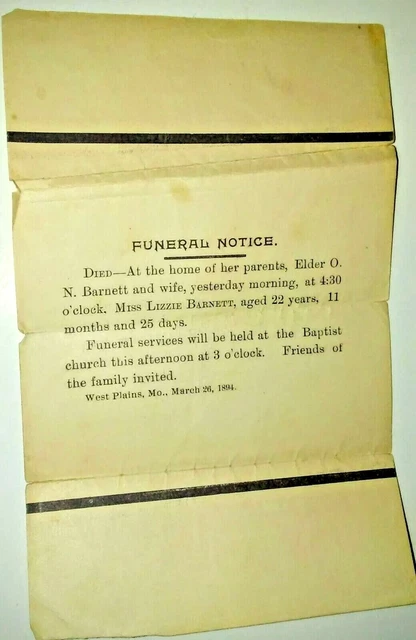 FUNERAL NOTICE.
DIED—At the home of her parents, Elder O.
N. Barnett and wife, yesterday morning, at 4:30
o'clock. MISS LIZZIE BARNETT, aged 22 years, 11
months and 25 days.
Funeral services will be held at the Baptist
church this afternoon at 3 o'clock. Friends of
the family invited.
West Plains, Mo., March 26, 1894.